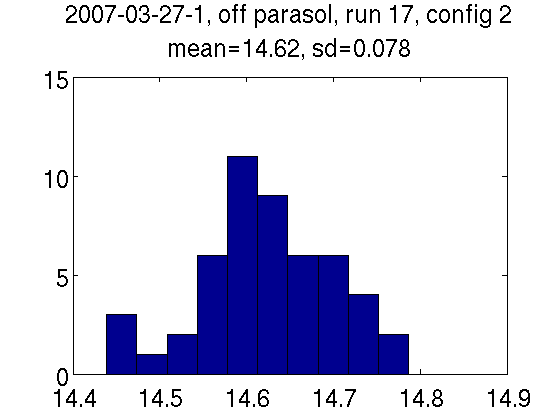 2007-03-27-1, off parasol, run 17, config 2
mean=14.62, sd=0.078
15
10
5
0
14.4 14.5 14.6 14.7 14.8 14.9